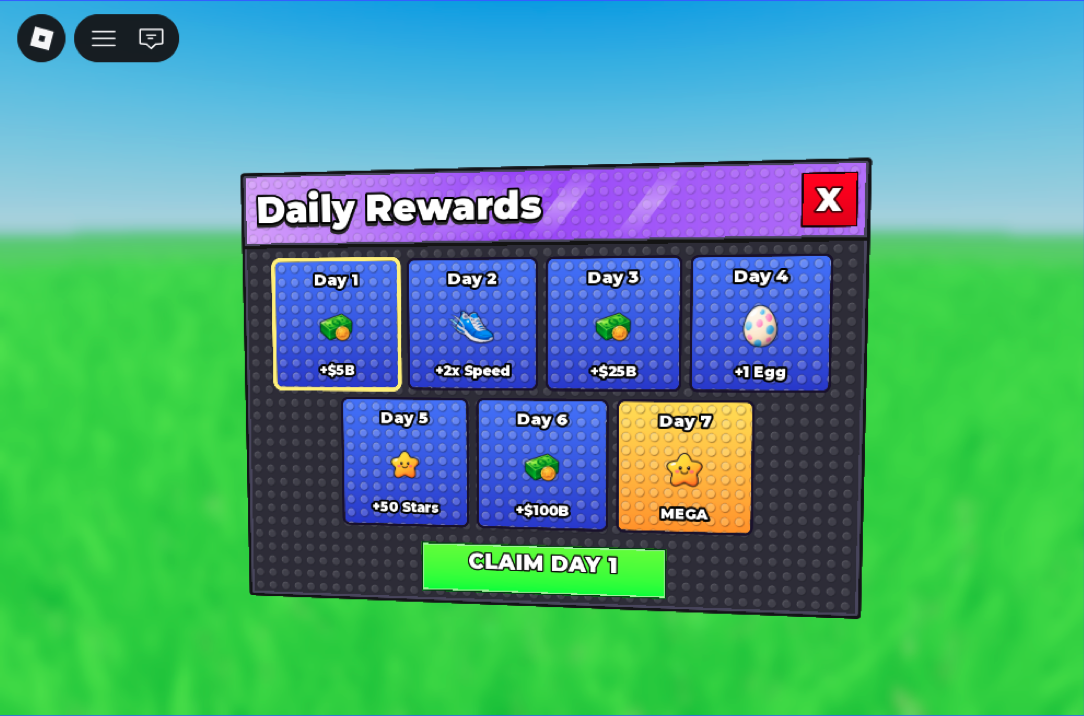 Daily Rewards
X
Day 1
+$5B
Day 2
+2x Speed
Day 3
+$25B
Day 4
+1 Egg
Day 5
+50 Stars
Day 6
+$100B
Day 7
MEGA
CLAIM DAY 1